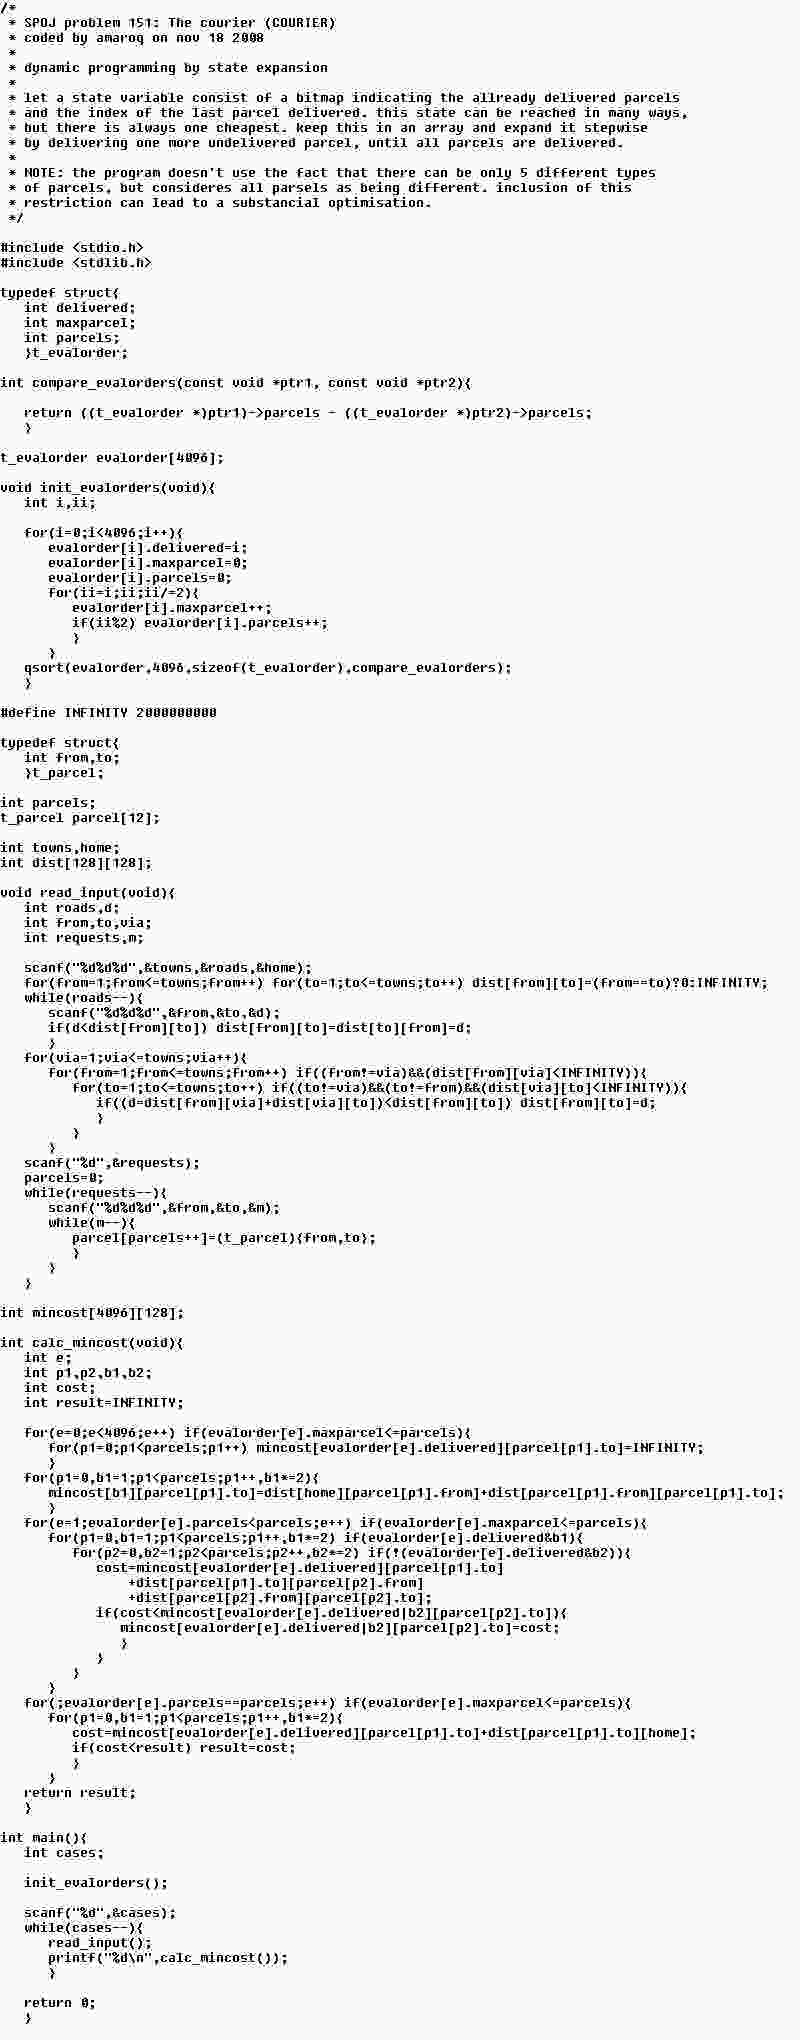 /*
 * SPOJ problem 151: The courier (COURIER)
 * coded by amaroq on nov 18 2008
 *
 * dynamic programming by state expansion
 *
 * let a state variable consist of a bitmap indicating the allready delivered parcels
 * and the index of the last parcel delivered. this state can be reached in many ways,
 * but there is always one cheapest. keep this in an array and expand it stepwise
 * by delivering one more undelivered parcel, until all parcels are delivered.
 *
 * NOTE: the program doesn't use the fact that there can be only 5 different types
 * of parcels, but consideres all parsels as being different. inclusion of this
 * restriction can lead to a substancial optimisation.
 */

#include <stdio.h>
#include <stdlib.h>

typedef struct{
   int delivered;
   int maxparcel;
   int parcels;
   }t_evalorder;

int compare_evalorders(const void *ptr1, const void *ptr2){

   return ((t_evalorder *)ptr1)->parcels - ((t_evalorder *)ptr2)->parcels;
   }

t_evalorder evalorder[4096];

void init_evalorders(void){
   int i,ii;

   for(i=0;i<4096;i++){
      evalorder[i].delivered=i;
      evalorder[i].maxparcel=0;
      evalorder[i].parcels=0;
      for(ii=i;ii;ii/=2){
         evalorder[i].maxparcel++;
         if(ii%2) evalorder[i].parcels++;
         }
      }
   qsort(evalorder,4096,sizeof(t_evalorder),compare_evalorders);
   }

#define INFINITY 2000000000

typedef struct{
   int from,to;
   }t_parcel;

int parcels;
t_parcel parcel[12];

int towns,home;
int dist[128][128];

void read_input(void){
   int roads,d;
   int from,to,via;
   int requests,m;

   scanf("%d%d%d",&towns,&roads,&home);
   for(from=1;from<=towns;from++) for(to=1;to<=towns;to++) dist[from][to]=(from==to)?0:INFINITY;
   while(roads--){
      scanf("%d%d%d",&from,&to,&d);
      if(d<dist[from][to]) dist[from][to]=dist[to][from]=d;
      }
   for(via=1;via<=towns;via++){
      for(from=1;from<=towns;from++) if((from!=via)&&(dist[from][via]<INFINITY)){
         for(to=1;to<=towns;to++) if((to!=via)&&(to!=from)&&(dist[via][to]<INFINITY)){
            if((d=dist[from][via]+dist[via][to])<dist[from][to]) dist[from][to]=d;
            }
         }
      }
   scanf("%d",&requests);
   parcels=0;
   while(requests--){
      scanf("%d%d%d",&from,&to,&m);
      while(m--){
         parcel[parcels++]=(t_parcel){from,to};
         }
      }
   }

int mincost[4096][128];

int calc_mincost(void){
   int e;
   int p1,p2,b1,b2;
   int cost;
   int result=INFINITY;

   for(e=0;e<4096;e++) if(evalorder[e].maxparcel<=parcels){
      for(p1=0;p1<parcels;p1++) mincost[evalorder[e].delivered][parcel[p1].to]=INFINITY;
      }
   for(p1=0,b1=1;p1<parcels;p1++,b1*=2){
      mincost[b1][parcel[p1].to]=dist[home][parcel[p1].from]+dist[parcel[p1].from][parcel[p1].to];
      }
   for(e=1;evalorder[e].parcels<parcels;e++) if(evalorder[e].maxparcel<=parcels){
      for(p1=0,b1=1;p1<parcels;p1++,b1*=2) if(evalorder[e].delivered&b1){
         for(p2=0,b2=1;p2<parcels;p2++,b2*=2) if(!(evalorder[e].delivered&b2)){
            cost=mincost[evalorder[e].delivered][parcel[p1].to]
                +dist[parcel[p1].to][parcel[p2].from]
                +dist[parcel[p2].from][parcel[p2].to];
            if(cost<mincost[evalorder[e].delivered|b2][parcel[p2].to]){
               mincost[evalorder[e].delivered|b2][parcel[p2].to]=cost;
               }
            }
         }
      }
   for(;evalorder[e].parcels==parcels;e++) if(evalorder[e].maxparcel<=parcels){
      for(p1=0,b1=1;p1<parcels;p1++,b1*=2){
         cost=mincost[evalorder[e].delivered][parcel[p1].to]+dist[parcel[p1].to][home];
         if(cost<result) result=cost;
         }
      }
   return result;
   }

int main(){
   int cases;

   init_evalorders();

   scanf("%d",&cases);
   while(cases--){
      read_input();
      printf("%d\n",calc_mincost());
      }

   return 0;
   }